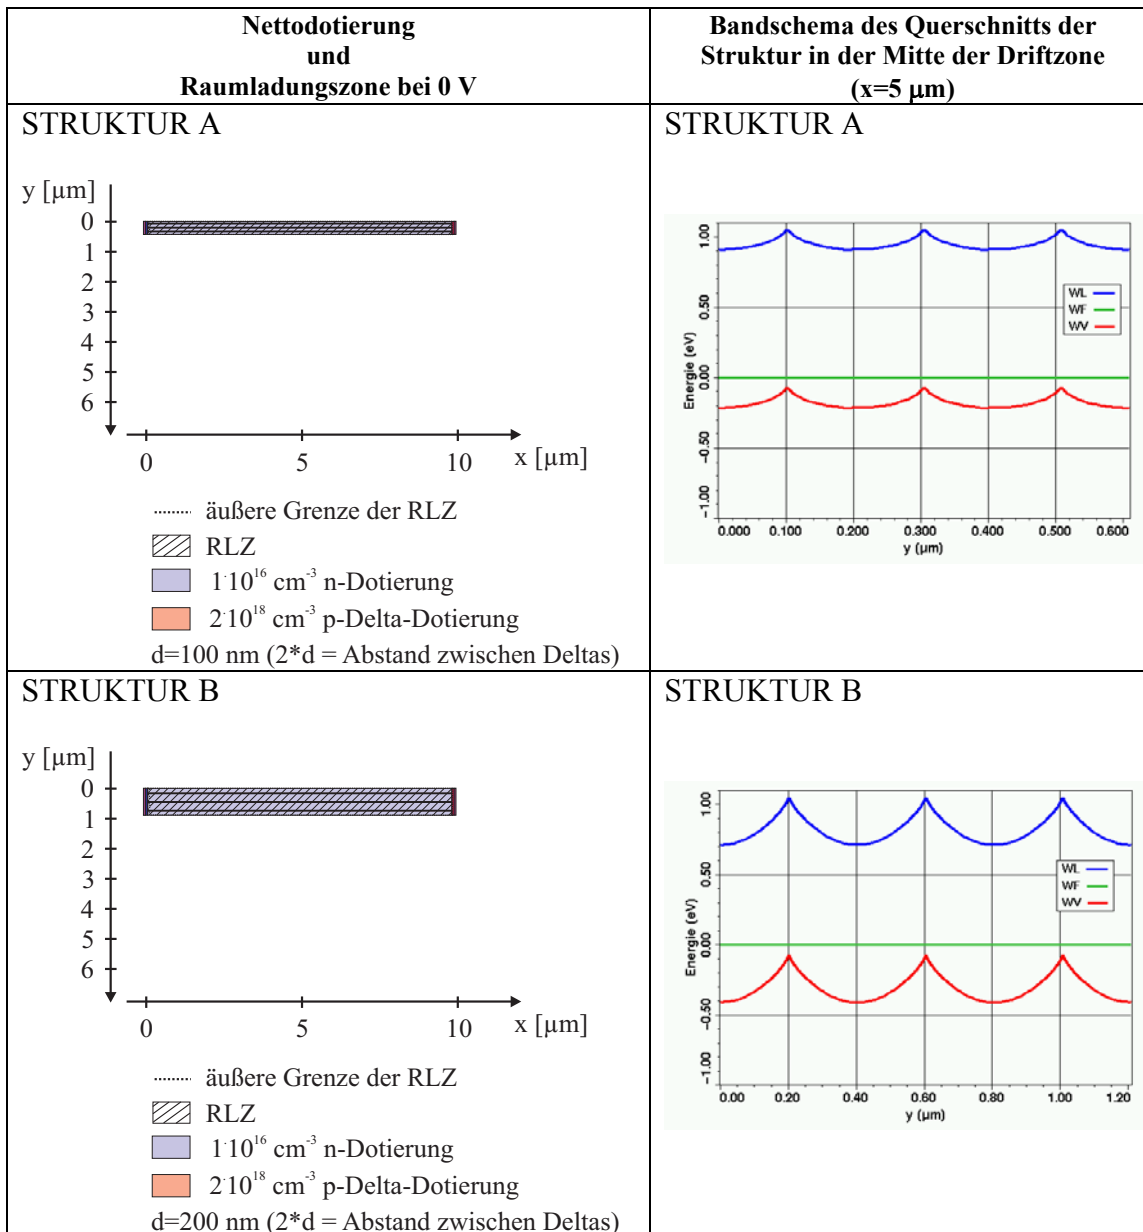 Nettodotierung
und
Raumladungszone bei 0 V
Bandschema des Querschnitts der
Struktur in der Mitte der Driftzone
(x=5 µm)
STRUKTUR A
y [µm]
0
1
2
3
4
5
6
0 5 10 x [µm]
äußere Grenze der RLZ
RLZ
1·10¹⁶ cm⁻³ n-Dotierung
2·10¹⁸ cm⁻³ p-Delta-Dotierung
d=100 nm (2*d = Abstand zwischen Deltas)
STRUKTUR A
Energie (eV)
1.00
0.50
0.00
−0.50
−1.00
WL
WF
WV
0.000 0.100 0.200 0.300 0.400 0.500 0.600
y (µm)
STRUKTUR B
y [µm]
0
1
2
3
4
5
6
0 5 10 x [µm]
äußere Grenze der RLZ
RLZ
1·10¹⁶ cm⁻³ n-Dotierung
2·10¹⁸ cm⁻³ p-Delta-Dotierung
d=200 nm (2*d = Abstand zwischen Deltas)
STRUKTUR B
Energie (eV)
1.00
0.50
0.00
−0.50
−1.00
WL
WF
WV
0.00 0.20 0.40 0.60 0.80 1.00 1.20
y (µm)